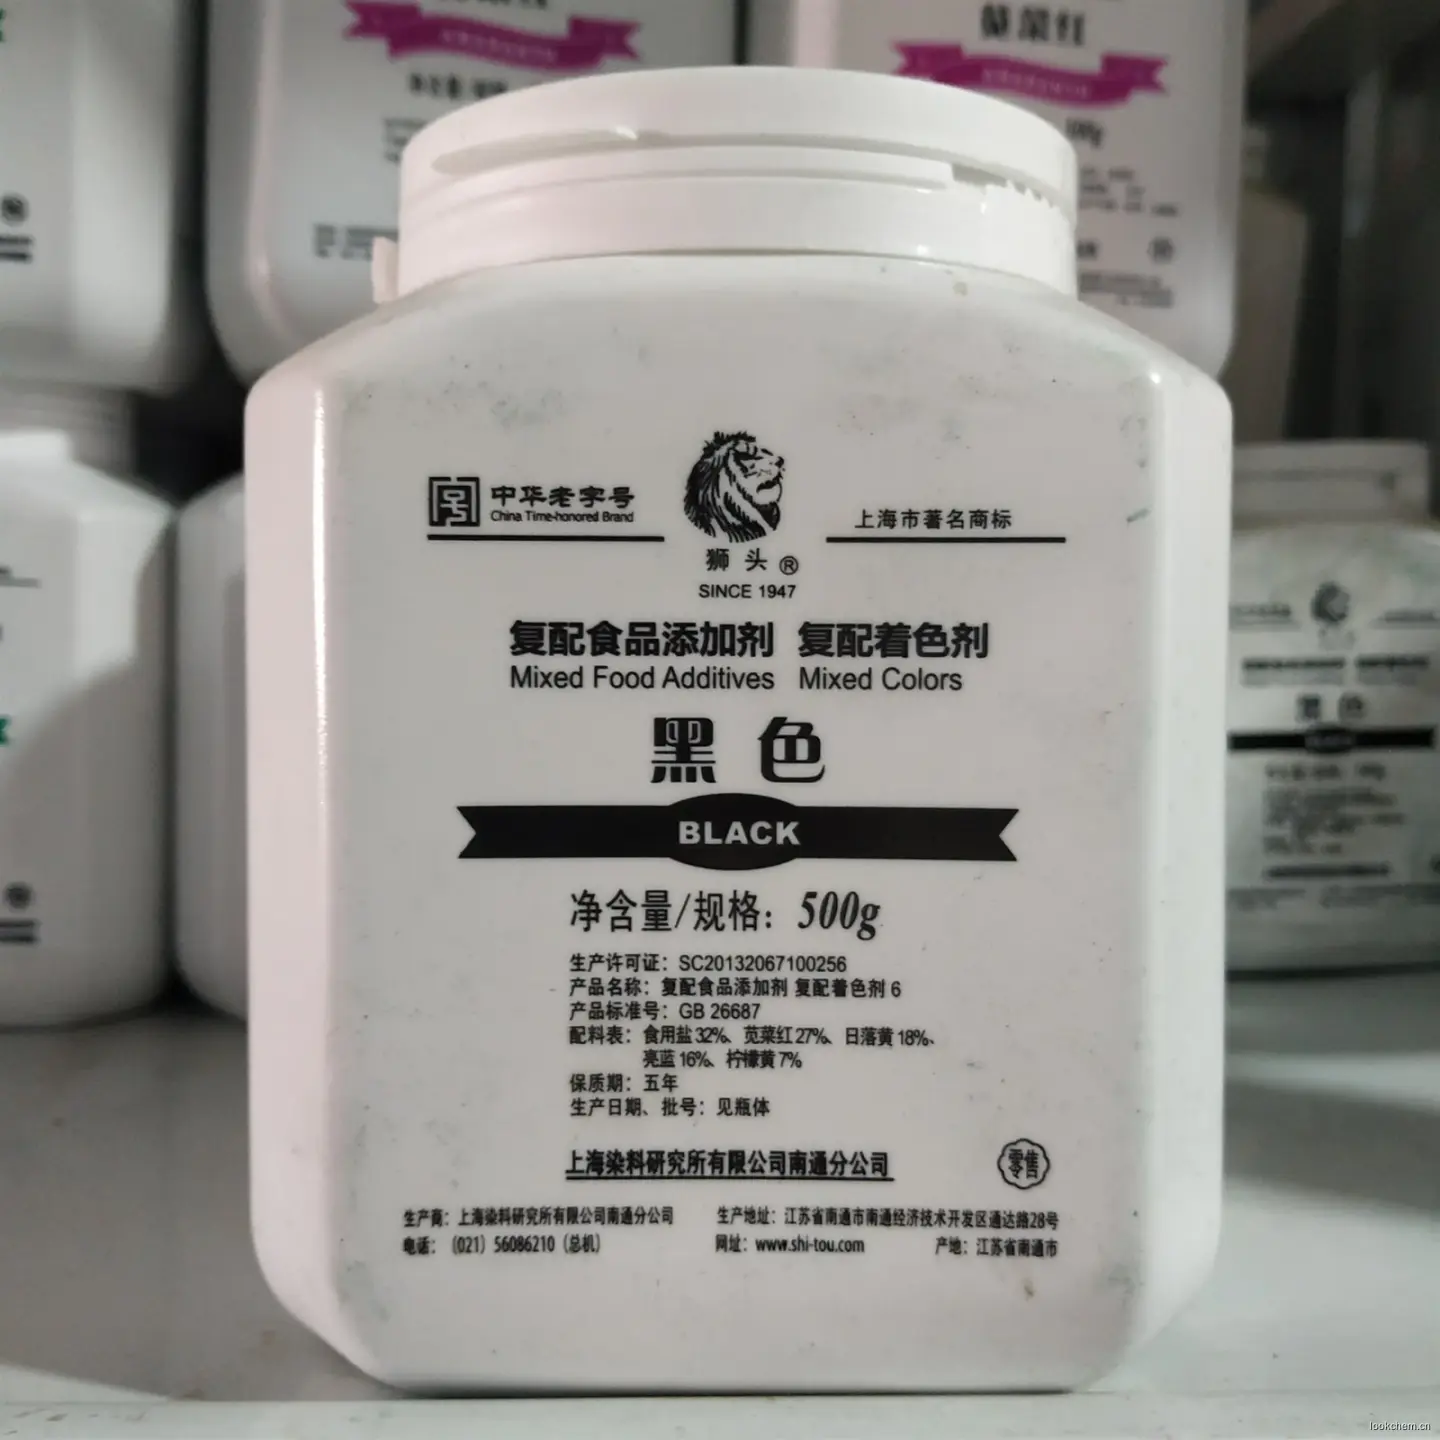 苋菜红
500g
中华老字号
China Time-honored Brand
上海市著名商标
狮 头 ®
SINCE 1947
复配食品添加剂 复配着色剂
Mixed Food Additives Mixed Colors
黑 色
BLACK
净含量/规格：500g
生产许可证：SC20132067100256
产品名称：复配食品添加剂 复配着色剂 6
产品标准号：GB 26687
配料表：食用盐 32%、苋菜红 27%、日落黄 18%、
亮蓝 16%、柠檬黄 7%
保质期：五年
生产日期、批号：见瓶体
上海染料研究所有限公司南通分公司
零售
生产商：上海染料研究所有限公司南通分公司
生产地址：江苏省南通市南通经济技术开发区通达路28号
电话：（021）56086210（总机）
网址：www.shi-tou.com
产地：江苏省南通市
黑 色
BLACK
lookchem.cn